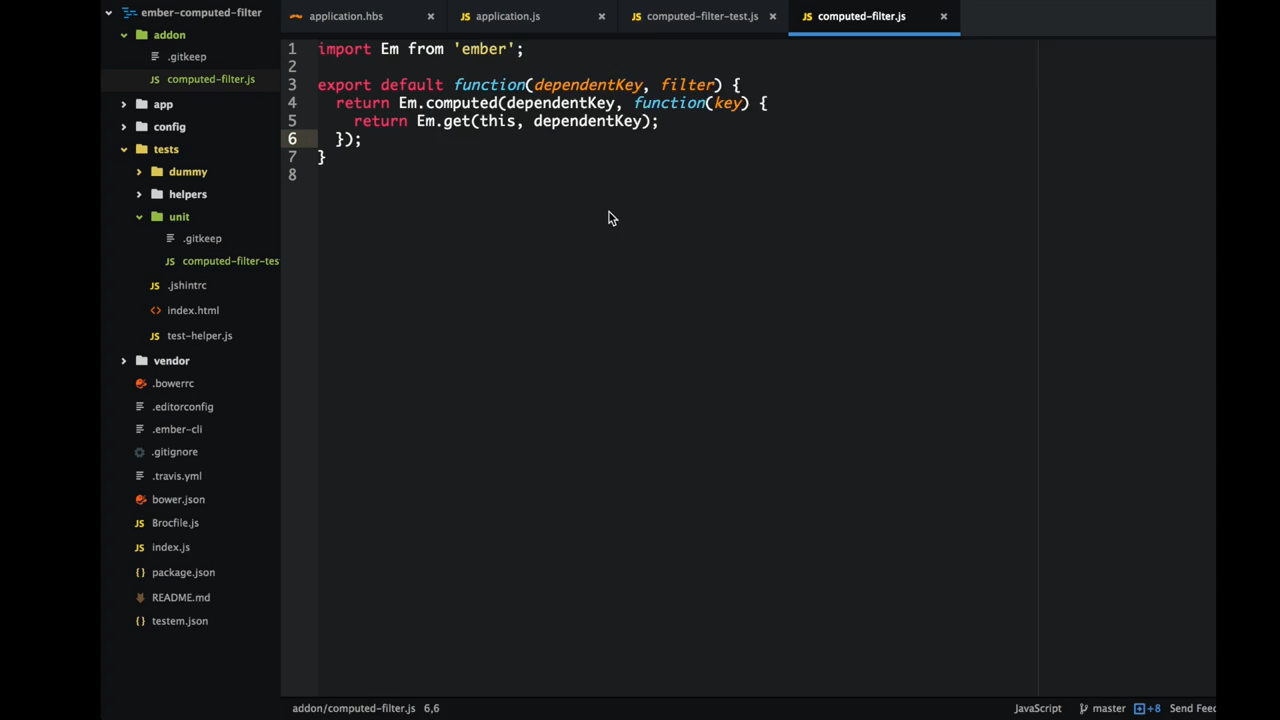 ember-computed-filter
addon
.gitkeep
computed-filter.js
app
config
tests
dummy
helpers
unit
.gitkeep
computed-filter-tes
.jshintrc
index.html
test-helper.js
vendor
.bowerrc
.editorconfig
.ember-cli
.gitignore
.travis.yml
bower.json
Brocfile.js
index.js
package.json
README.md
testem.json
application.hbs
JS application.js
JS computed-filter-test.js
JS computed-filter.js
1 import Em from 'ember';
2
3 export default function(dependentKey, filter) {
4 return Em.computed(dependentKey, function(key) {
5 return Em.get(this, dependentKey);
6 });
7 }
8
addon/computed-filter.js 6,6
JavaScript master +8 Send Feed